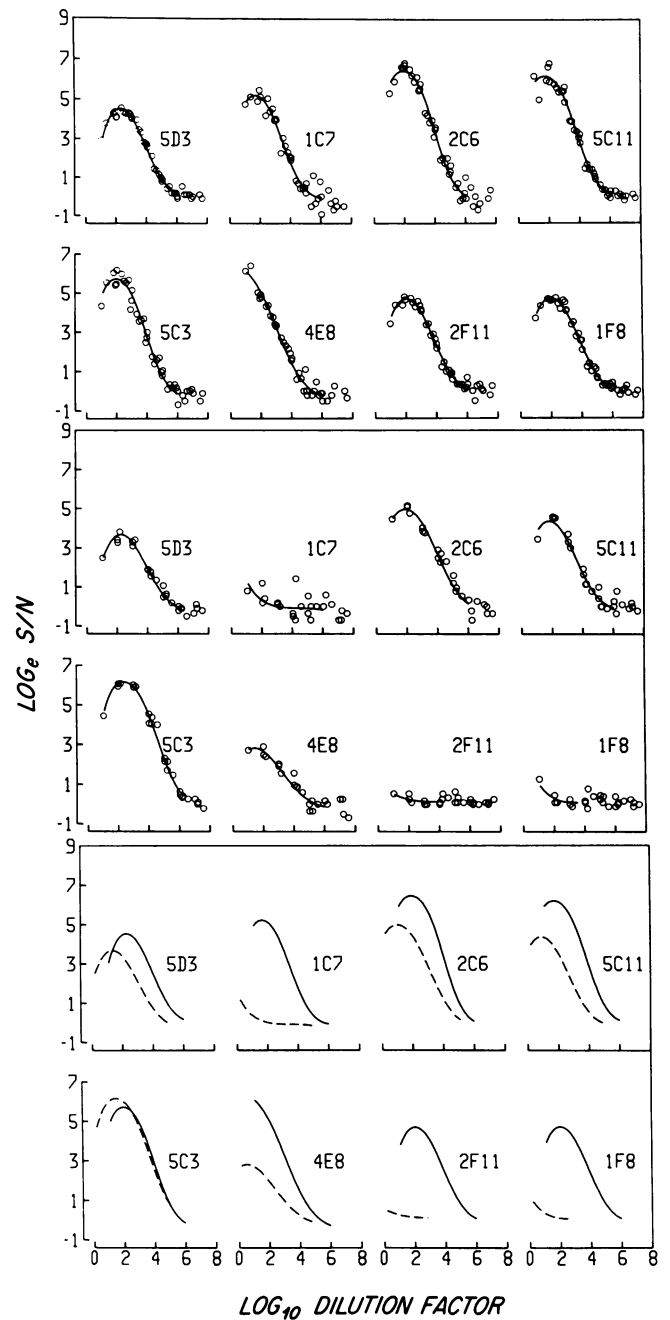 9
7
5
3
1
-1
5D3
1C7
2C6
5C11
7
5
3
1
-1
5C3
4E8
2F11
1F8
9
7
5
3
1
-1
5D3
1C7
2C6
5C11
LOGe S/N
7
5
3
1
-1
5C3
4E8
2F11
1F8
9
7
5
3
1
-1
5D3
1C7
2C6
5C11
7
5
3
1
-1
5C3
4E8
2F11
1F8
0 2 4 6 8 0 2 4 6 8 0 2 4 6 8 0 2 4 6 8
LOG10 DILUTION FACTOR